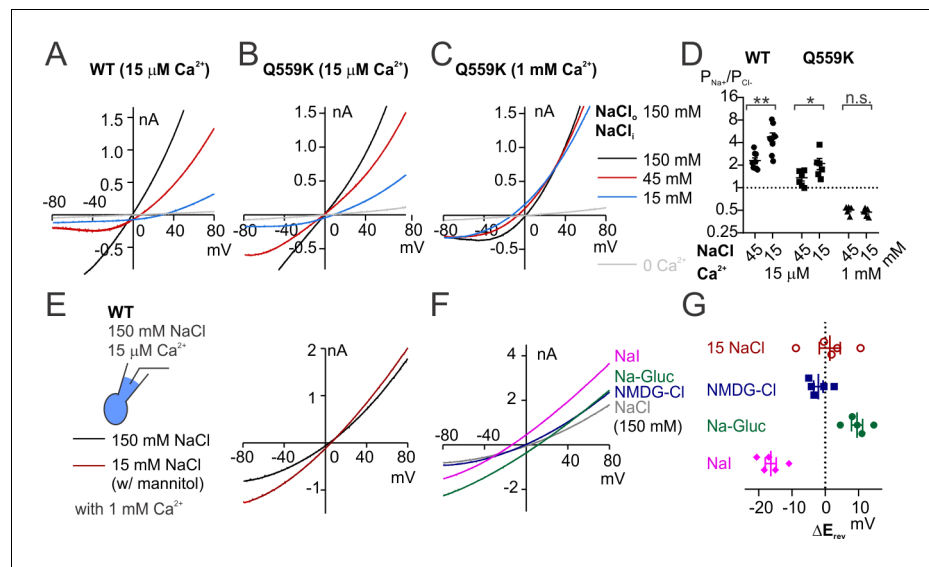 A
WT (15 μM Ca²⁺)
nA
1.5
1.0
0.5
-80
-40
40
80
mV
-0.5
B
Q559K (15 μM Ca²⁺)
nA
1.5
1.0
0.5
-80
-40
40
80
mV
-0.5
C
Q559K (1 mM Ca²⁺)
nA
1.5
1.0
0.5
-80
-40
40
80
mV
-0.5
NaClₒ 150 mM
NaClᵢ
150 mM
45 mM
15 mM
0 Ca²⁺
D
WT Q559K
P_Na+/P_Cl-
16
8
4
2
1
0.5
0.25
** * n.s.
NaCl 45 15 45 15 45 15 mM
Ca²⁺ 15 μM 1 mM
E
WT
150 mM NaCl
15 μM Ca²⁺
150 mM NaCl
15 mM NaCl
(w/ mannitol)
with 1 mM Ca²⁺
2
nA
1
-80
-40
40
80
mV
-1
F
4
nA
2
-80
-40
40
80
mV
-2
NaI
Na-Gluc
NMDG-Cl
NaCl
(150 mM)
G
15 NaCl
NMDG-Cl
Na-Gluc
NaI
-20 -10 0 10
mV
ΔE_rev